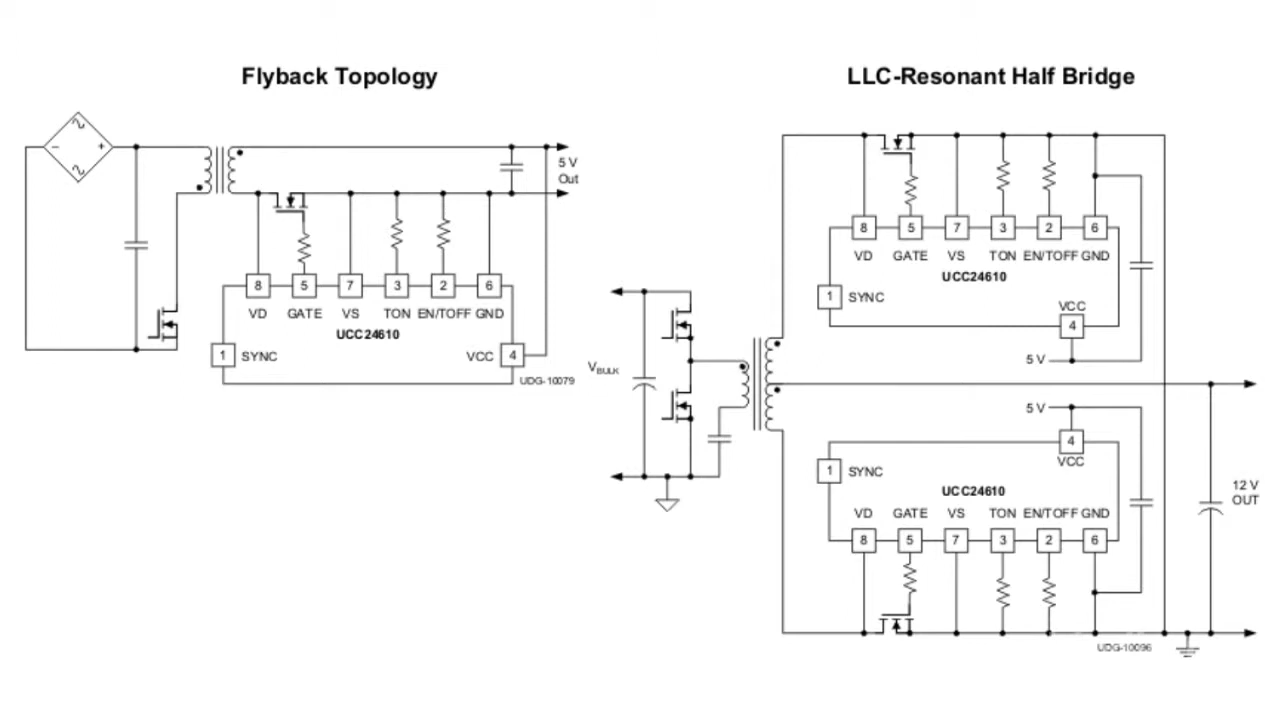 Flyback Topology
5 V
Out
8 5 7 3 2 6
VD GATE VS TON EN/TOFF GND
UCC24610
1 SYNC
VCC 4
UDG-10079
LLC-Resonant Half Bridge
8 5 7 3 2 6
VD GATE VS TON EN/TOFF GND
UCC24610
1 SYNC
VCC
4
5 V
VBULK
5 V
4
VCC
1 SYNC
UCC24610
VD GATE VS TON EN/TOFF GND
8 5 7 3 2 6
12 V
OUT
UDG-10096